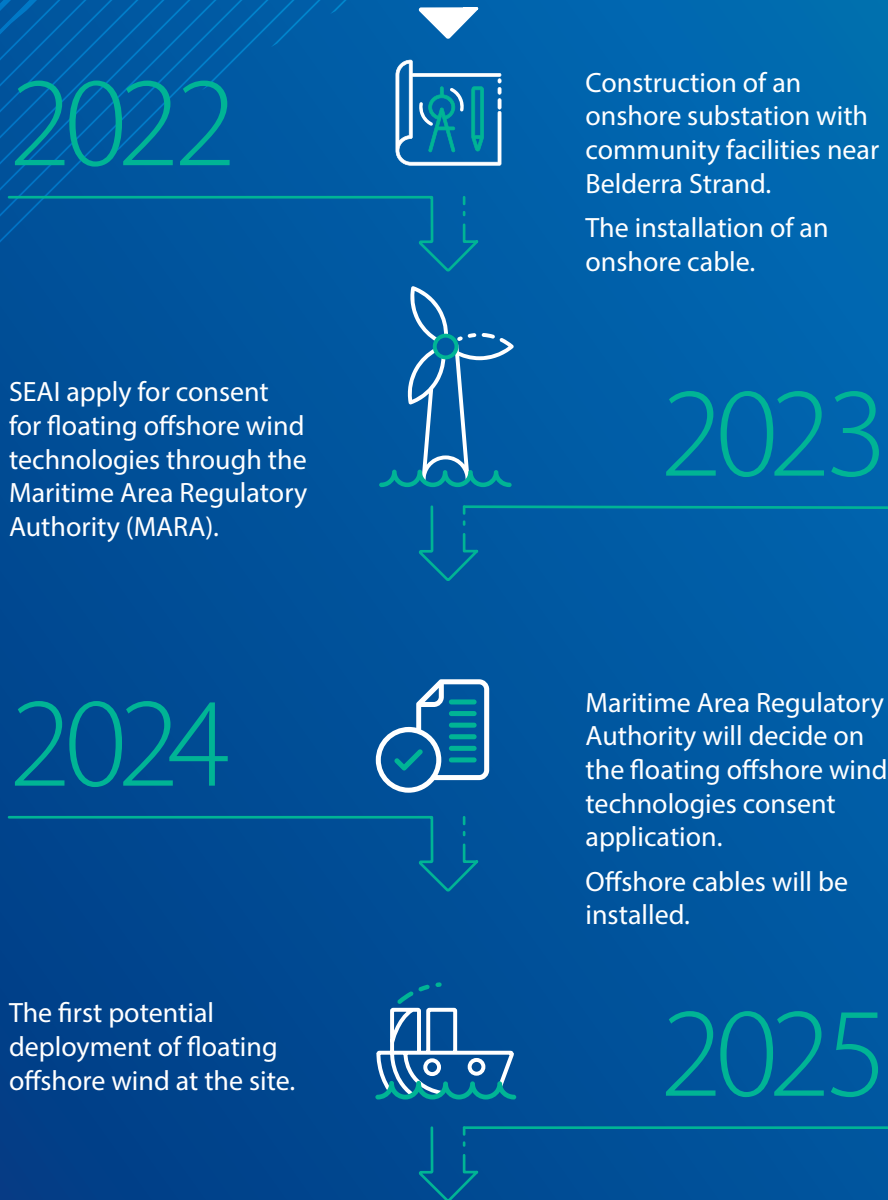 2022
Construction of an
onshore substation with
community facilities near
Belderra Strand.
The installation of an
onshore cable.
SEAI apply for consent
for floating offshore wind
technologies through the
Maritime Area Regulatory
Authority (MARA).
2023
2024
Maritime Area Regulatory
Authority will decide on
the floating offshore wind
technologies consent
application.
Offshore cables will be
installed.
The first potential
deployment of floating
offshore wind at the site.
2025